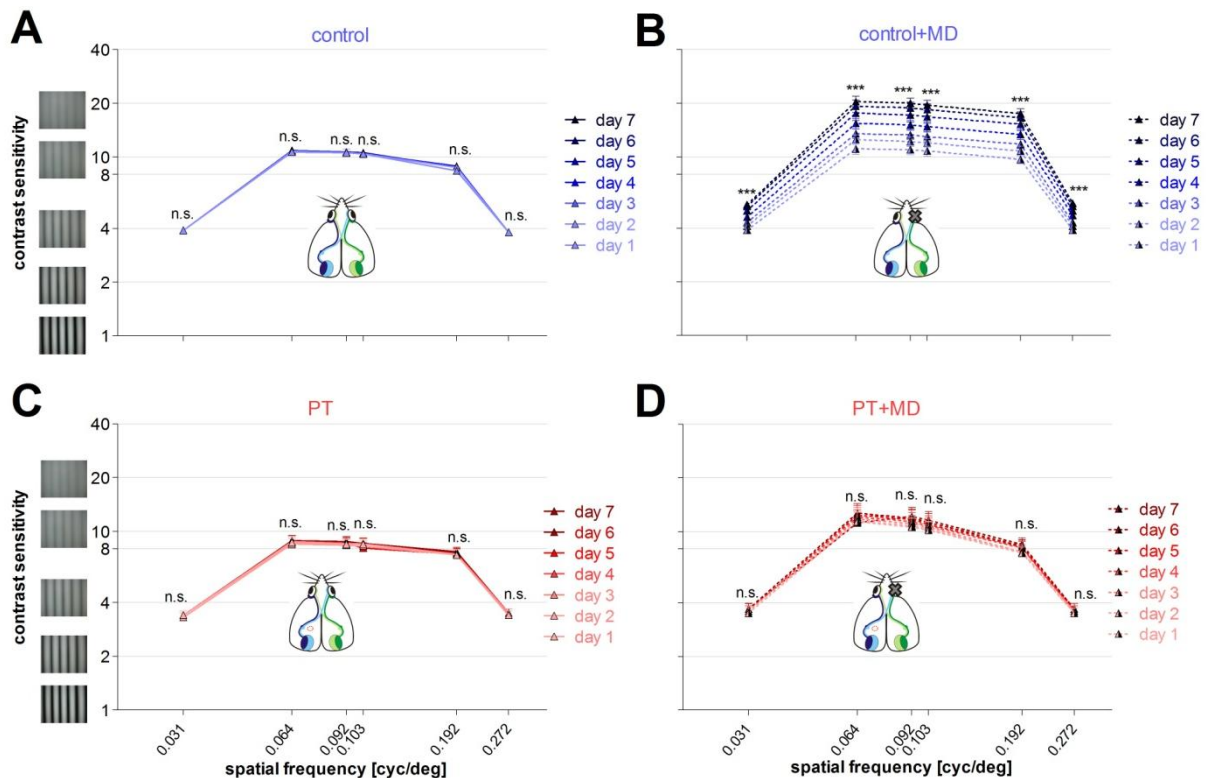 A
control
40
20
10
8
4
2
1
contrast sensitivity
n.s.
n.s.
n.s.
n.s.
n.s.
n.s.
day 7
day 6
day 5
day 4
day 3
day 2
day 1
B
control+MD
***
***
***
***
***
***
day 7
day 6
day 5
day 4
day 3
day 2
day 1
C
PT
40
20
10
8
4
2
1
contrast sensitivity
n.s.
n.s.
n.s.
n.s.
n.s.
n.s.
day 7
day 6
day 5
day 4
day 3
day 2
day 1
0.031
0.064
0.092
0.103
0.192
0.272
spatial frequency [cyc/deg]
D
PT+MD
n.s.
n.s.
n.s.
n.s.
n.s.
n.s.
day 7
day 6
day 5
day 4
day 3
day 2
day 1
0.031
0.064
0.092
0.103
0.192
0.272
spatial frequency [cyc/deg]